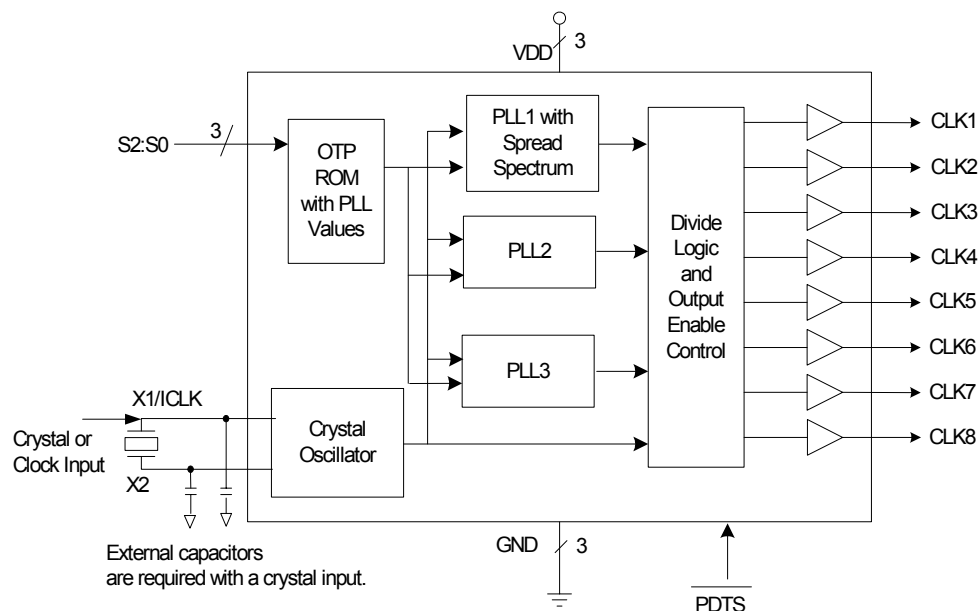 VDD
3
S2:S0
3
OTP
ROM
with PLL
Values
PLL1 with
Spread
Spectrum
PLL2
PLL3
Divide
Logic
and
Output
Enable
Control
CLK1
CLK2
CLK3
CLK4
CLK5
CLK6
CLK7
CLK8
X1/ICLK
Crystal or
Clock Input
X2
Crystal
Oscillator
External capacitors
are required with a crystal input.
GND
3
PDTS